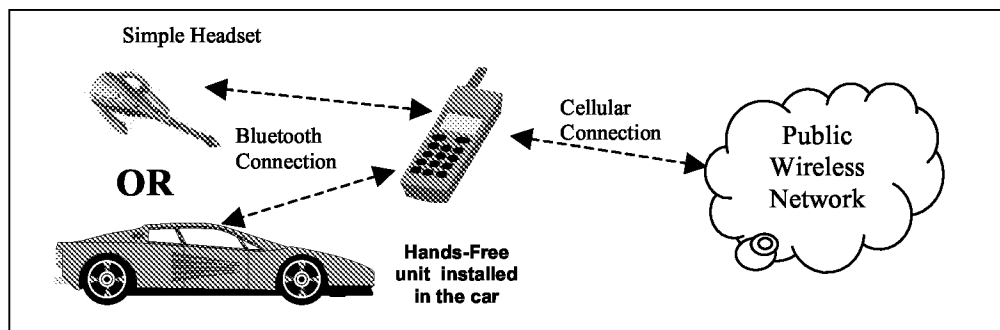 Simple Headset
Bluetooth
Connection
OR
Hands-Free
unit installed
in the car
Cellular
Connection
Public
Wireless
Network